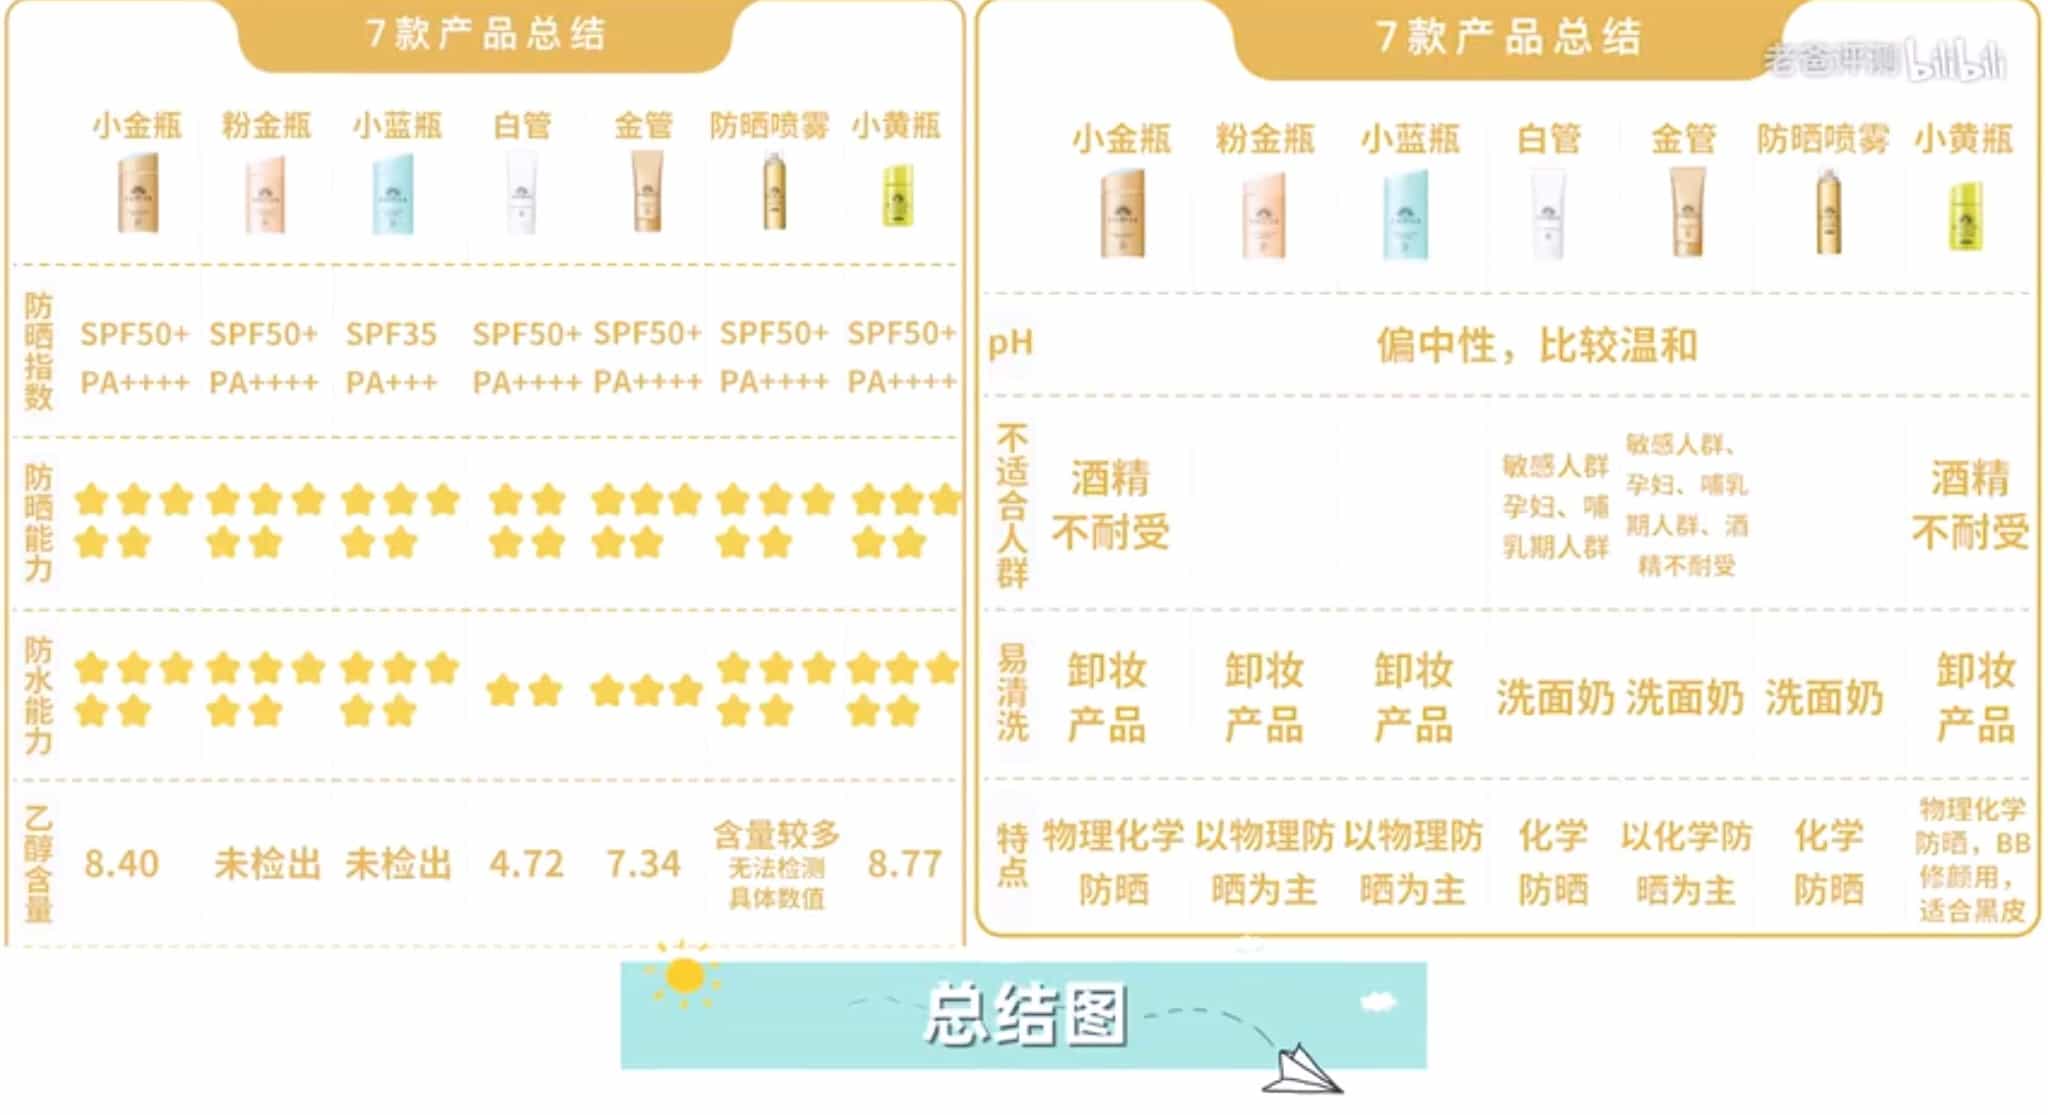 7款产品总结
小金瓶 粉金瓶 小蓝瓶 白管 金管 防晒喷雾 小黄瓶
防晒指数
SPF50+ SPF50+ SPF35 SPF50+ SPF50+ SPF50+ SPF50+
PA++++ PA++++ PA+++ PA++++ PA++++ PA++++ PA++++
防晒能力
防水能力
乙醇含量
8.40 未检出 未检出 4.72 7.34 含量较多 8.77
无法检测
具体数值
7款产品总结
老爸评测 bilibili
小金瓶 粉金瓶 小蓝瓶 白管 金管 防晒喷雾 小黄瓶
pH 偏中性，比较温和
不适合人群
酒精
不耐受
敏感人群
孕妇、哺
乳期人群
敏感人群、
孕妇、哺乳
期人群、酒
精不耐受
酒精
不耐受
易清洗
卸妆 卸妆 卸妆 洗面奶 洗面奶 洗面奶 卸妆
产品 产品 产品 产品
特点
物理化学
防晒
以物理防
晒为主
以物理防
晒为主
化学
防晒
以化学防
晒为主
化学
防晒
物理化学
防晒，BB
修颜用，
适合黑皮
总结图